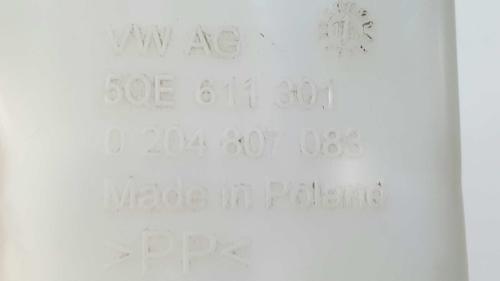 VW AG
5QE 611 301
0 204 807 083
Made in Poland
>PP<